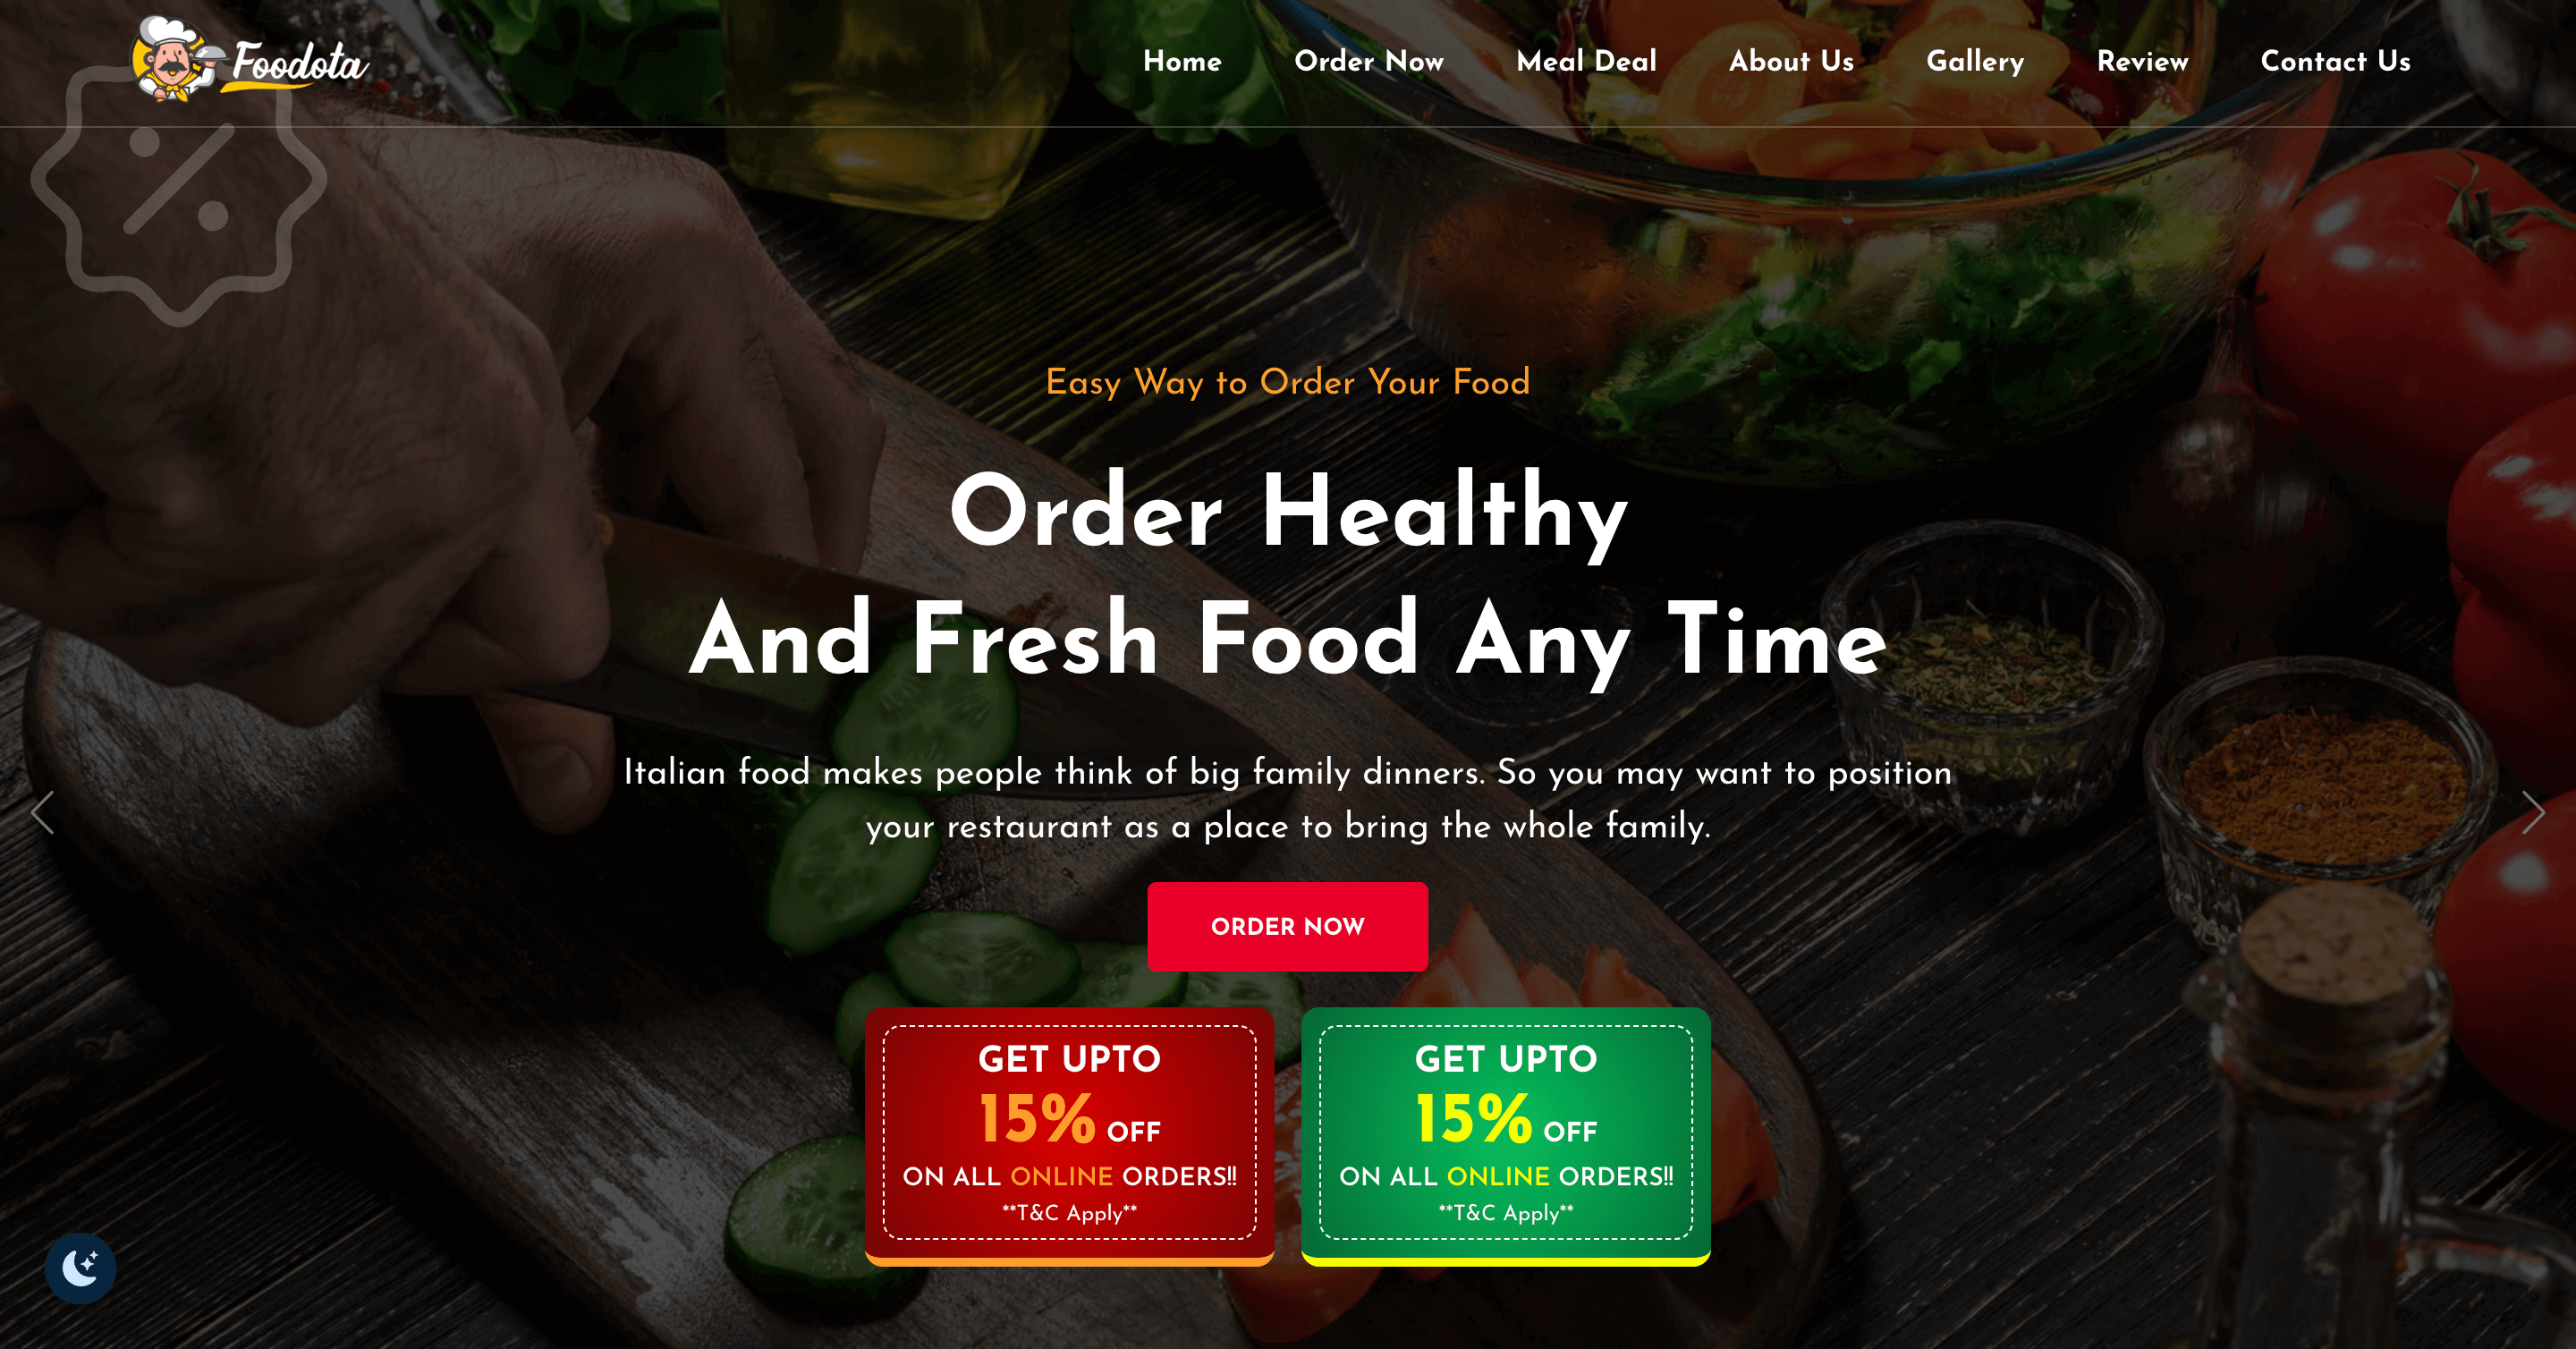 Foodota
Home Order Now Meal Deal About Us Gallery Review Contact Us
Easy Way to Order Your Food
Order Healthy
And Fresh Food Any Time
Italian food makes people think of big family dinners. So you may want to position
your restaurant as a place to bring the whole family.
ORDER NOW
GET UPTO
15% OFF
ON ALL ONLINE ORDERS!!
**T&C Apply**
GET UPTO
15% OFF
ON ALL ONLINE ORDERS!!
**T&C Apply**